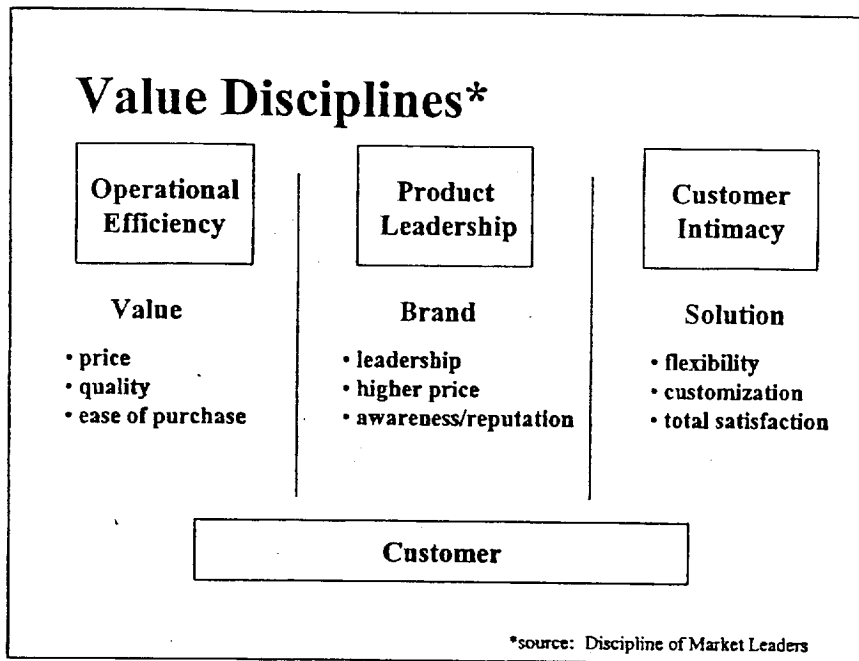 Value Disciplines*
Operational
Efficiency
Value
• price
• quality
• ease of purchase
Product
Leadership
Brand
• leadership
• higher price
• awareness/reputation
Customer
Intimacy
Solution
• flexibility
• customization
• total satisfaction
Customer
*source: Discipline of Market Leaders